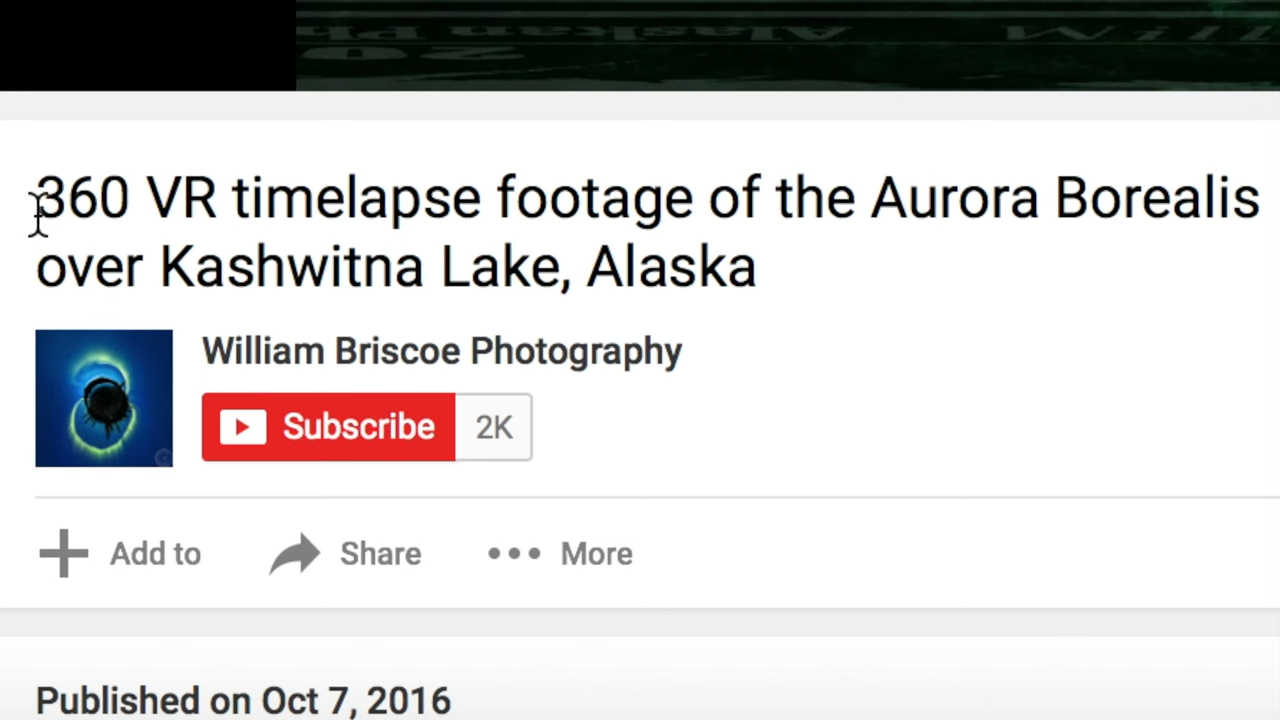 360 VR timelapse footage of the Aurora Borealis
over Kashwitna Lake, Alaska
William Briscoe Photography
Subscribe 2K
Add to Share More
Published on Oct 7, 2016